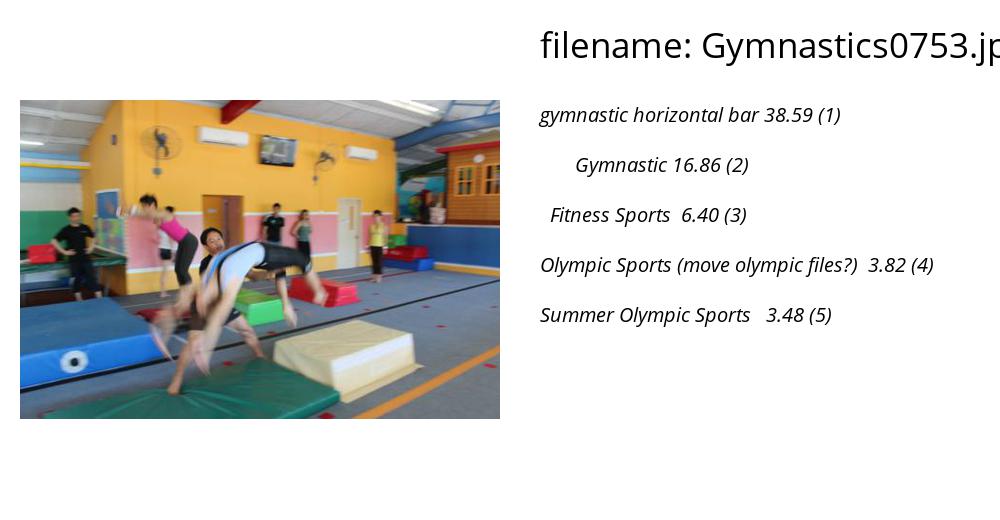 filename: Gymnastics0753.jp
gymnastic horizontal bar 38.59 (1)
Gymnastic 16.86 (2)
Fitness Sports 6.40 (3)
Olympic Sports (move olympic files?) 3.82 (4)
Summer Olympic Sports 3.48 (5)